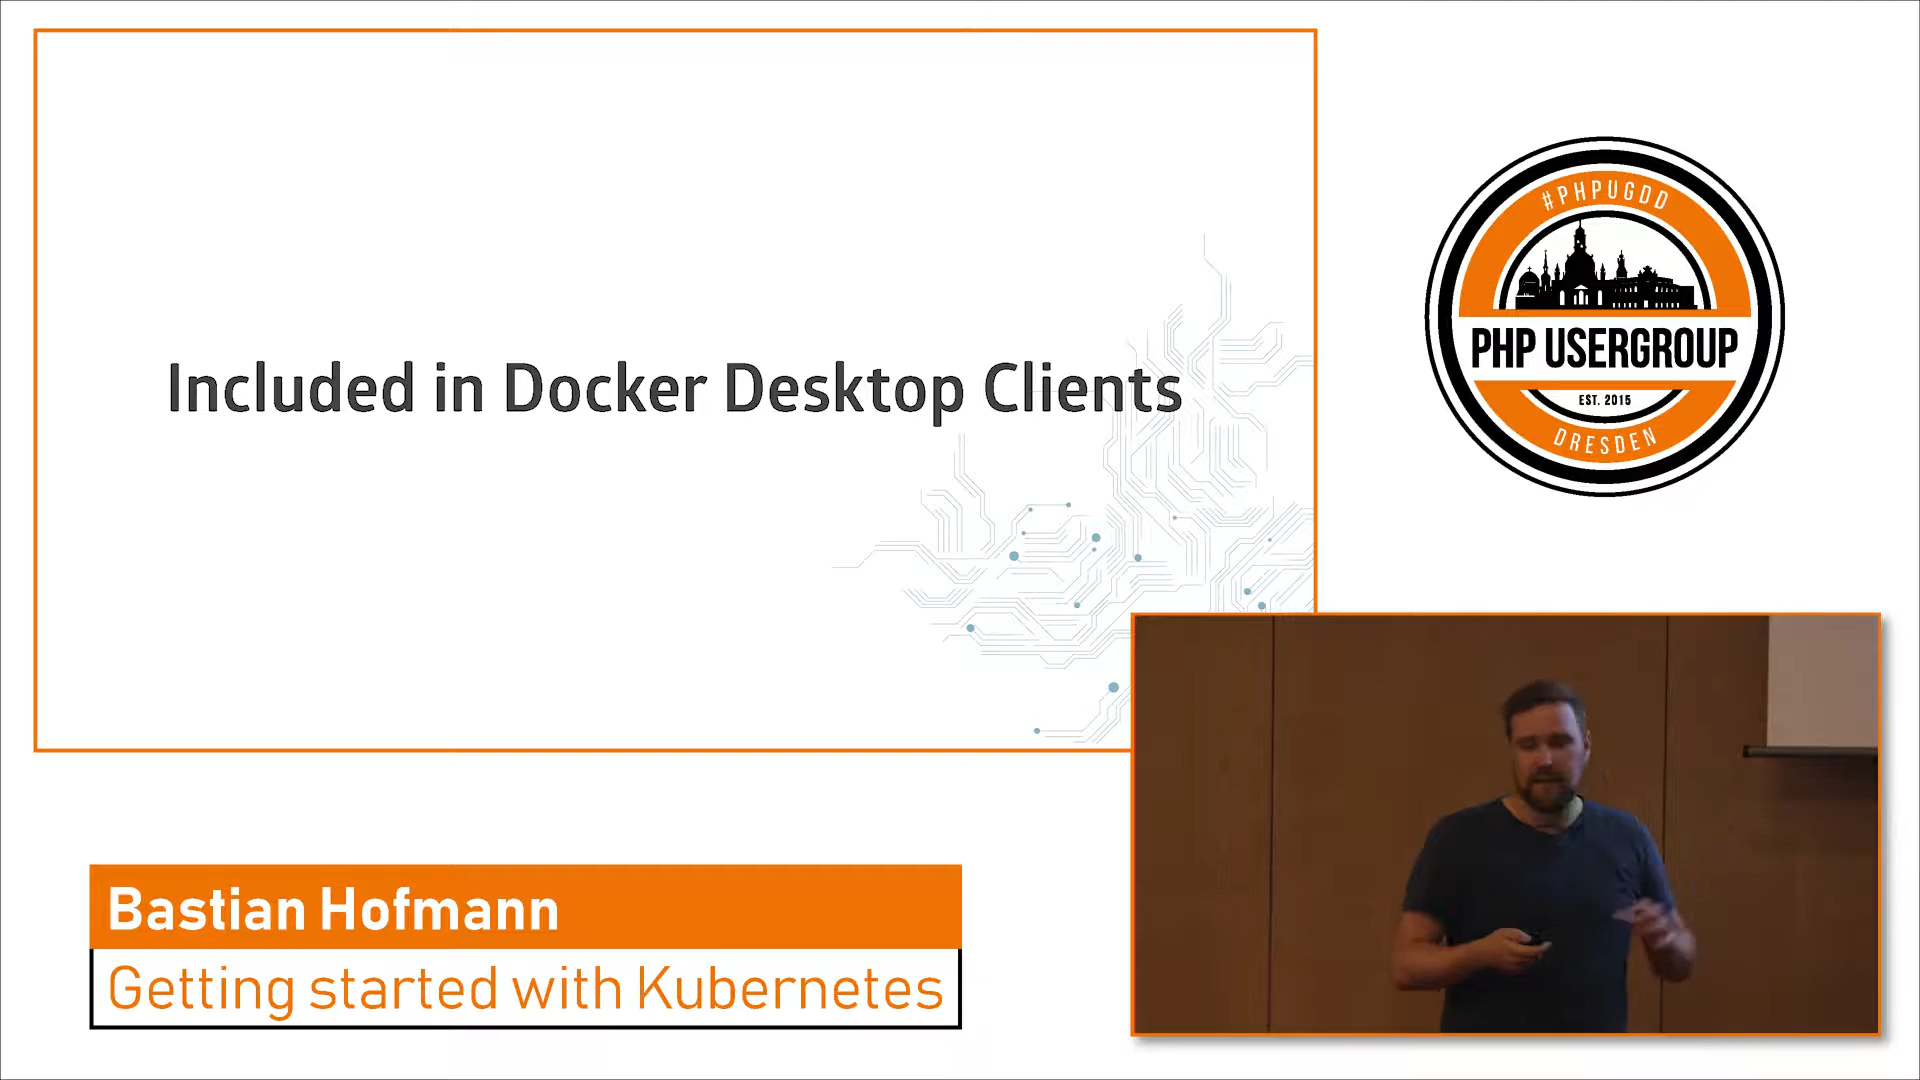 Included in Docker Desktop Clients
#PHPUGDD
PHP USERGROUP
EST. 2015
DRESDEN
Bastian Hofmann
Getting started with Kubernetes